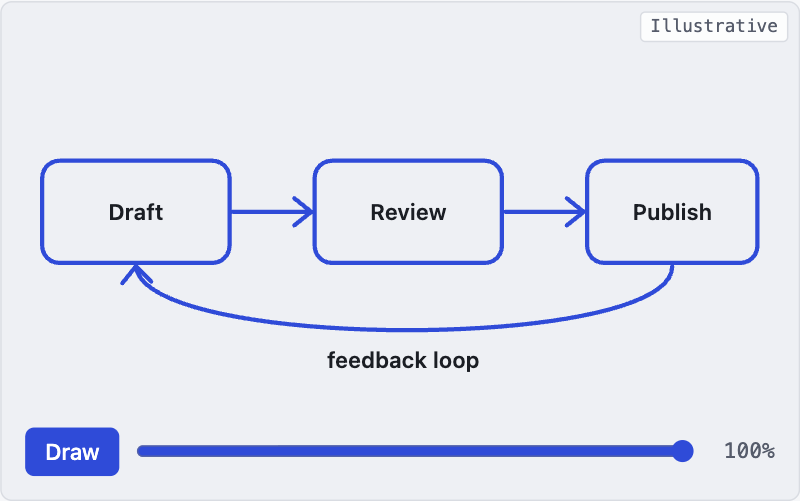 Illustrative
Draft
Review
Publish
feedback loop
Draw
100%